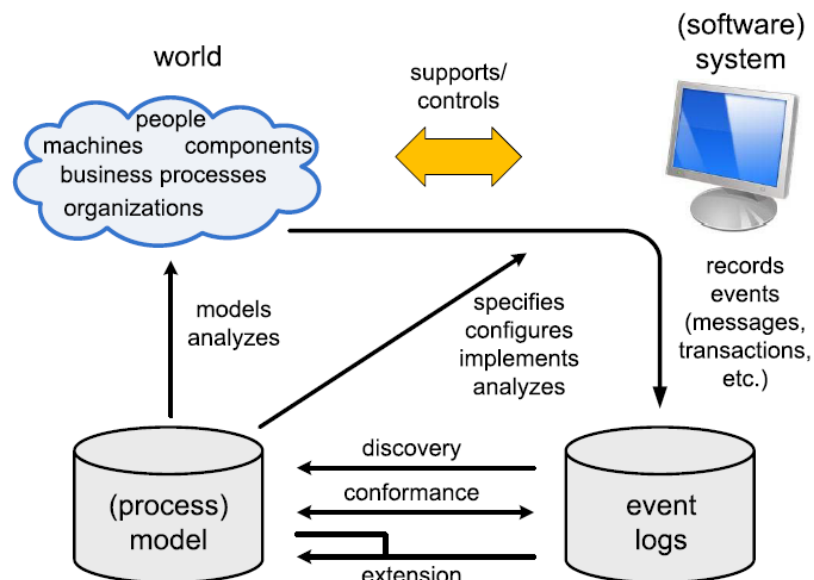 world
(software)
system
supports/
controls
people
machines components
business processes
organizations
models
analyzes
specifies
configures
implements
analyzes
records
events
(messages,
transactions,
etc.)
(process)
model
discovery
conformance
extension
event
logs